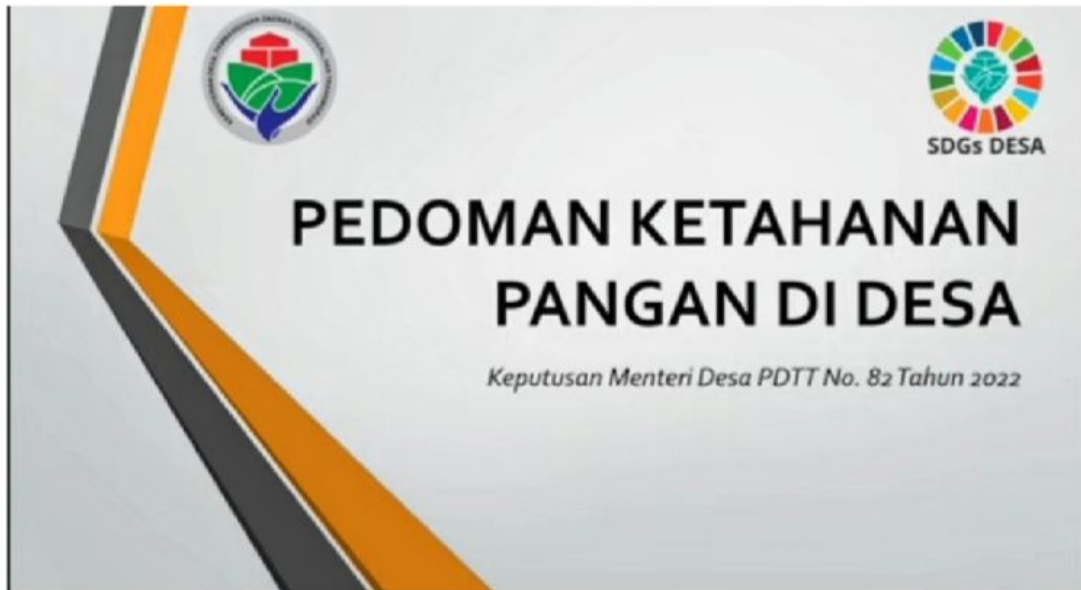 SDGs DESA
PEDOMAN KETAHANAN
PANGAN DI DESA
Keputusan Menteri Desa PDTT No. 82 Tahun 2022